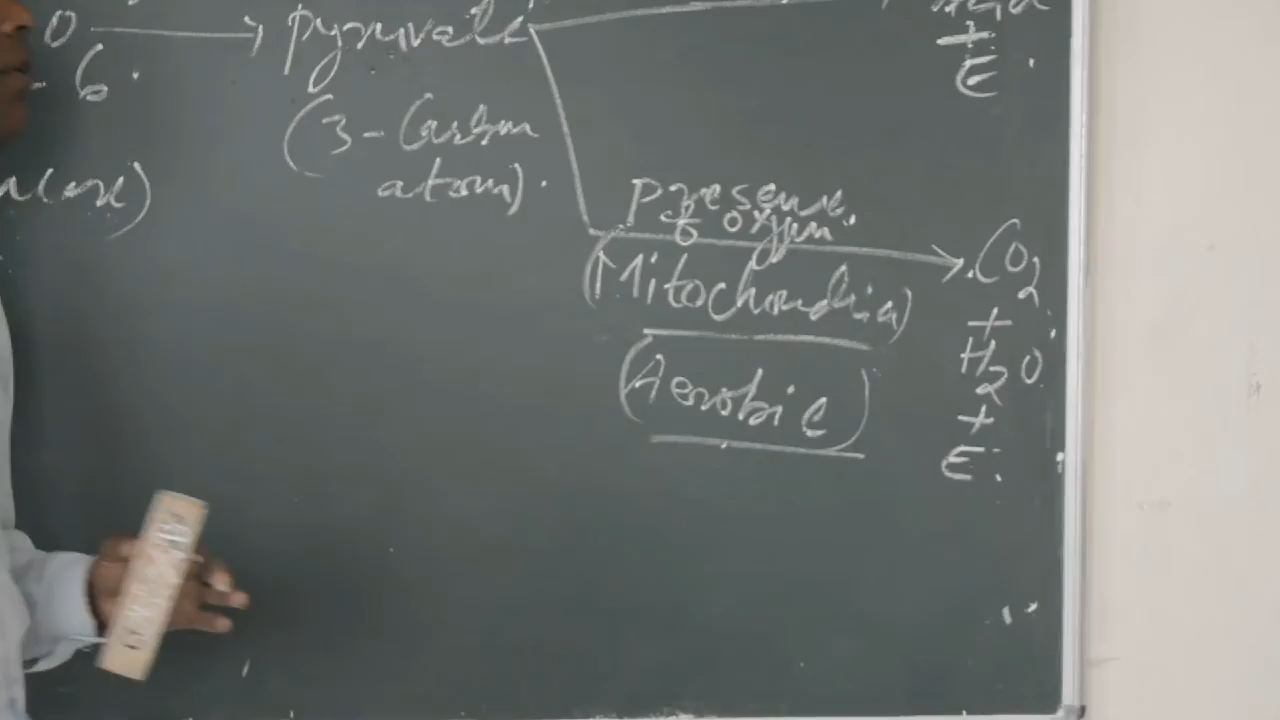 O → pyruvate
- 6.
(3 - Carbon
atom).
Presence
of oxygen.
(Mitochondria)
(Aerobic)
+
E.
CO2
+
H2O
+
E.